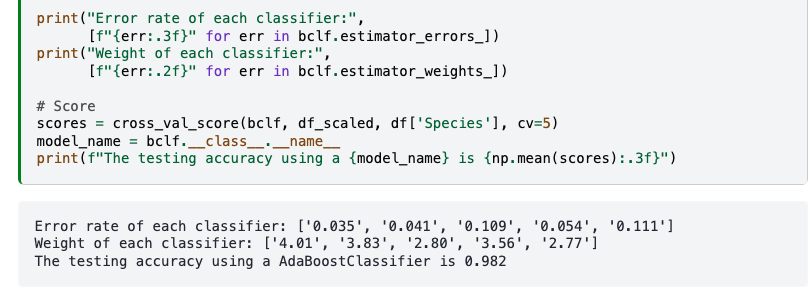 print("Error rate of each classifier:",
      [f"{err:.3f}" for err in bclf.estimator_errors_])
print("Weight of each classifier:",
      [f"{err:.2f}" for err in bclf.estimator_weights_])

# Score
scores = cross_val_score(bclf, df_scaled, df['Species'], cv=5)
model_name = bclf.__class__.__name__
print(f"The testing accuracy using a {model_name} is {np.mean(scores):.3f}")

Error rate of each classifier: ['0.035', '0.041', '0.109', '0.054', '0.111']
Weight of each classifier: ['4.01', '3.83', '2.80', '3.56', '2.77']
The testing accuracy using a AdaBoostClassifier is 0.982